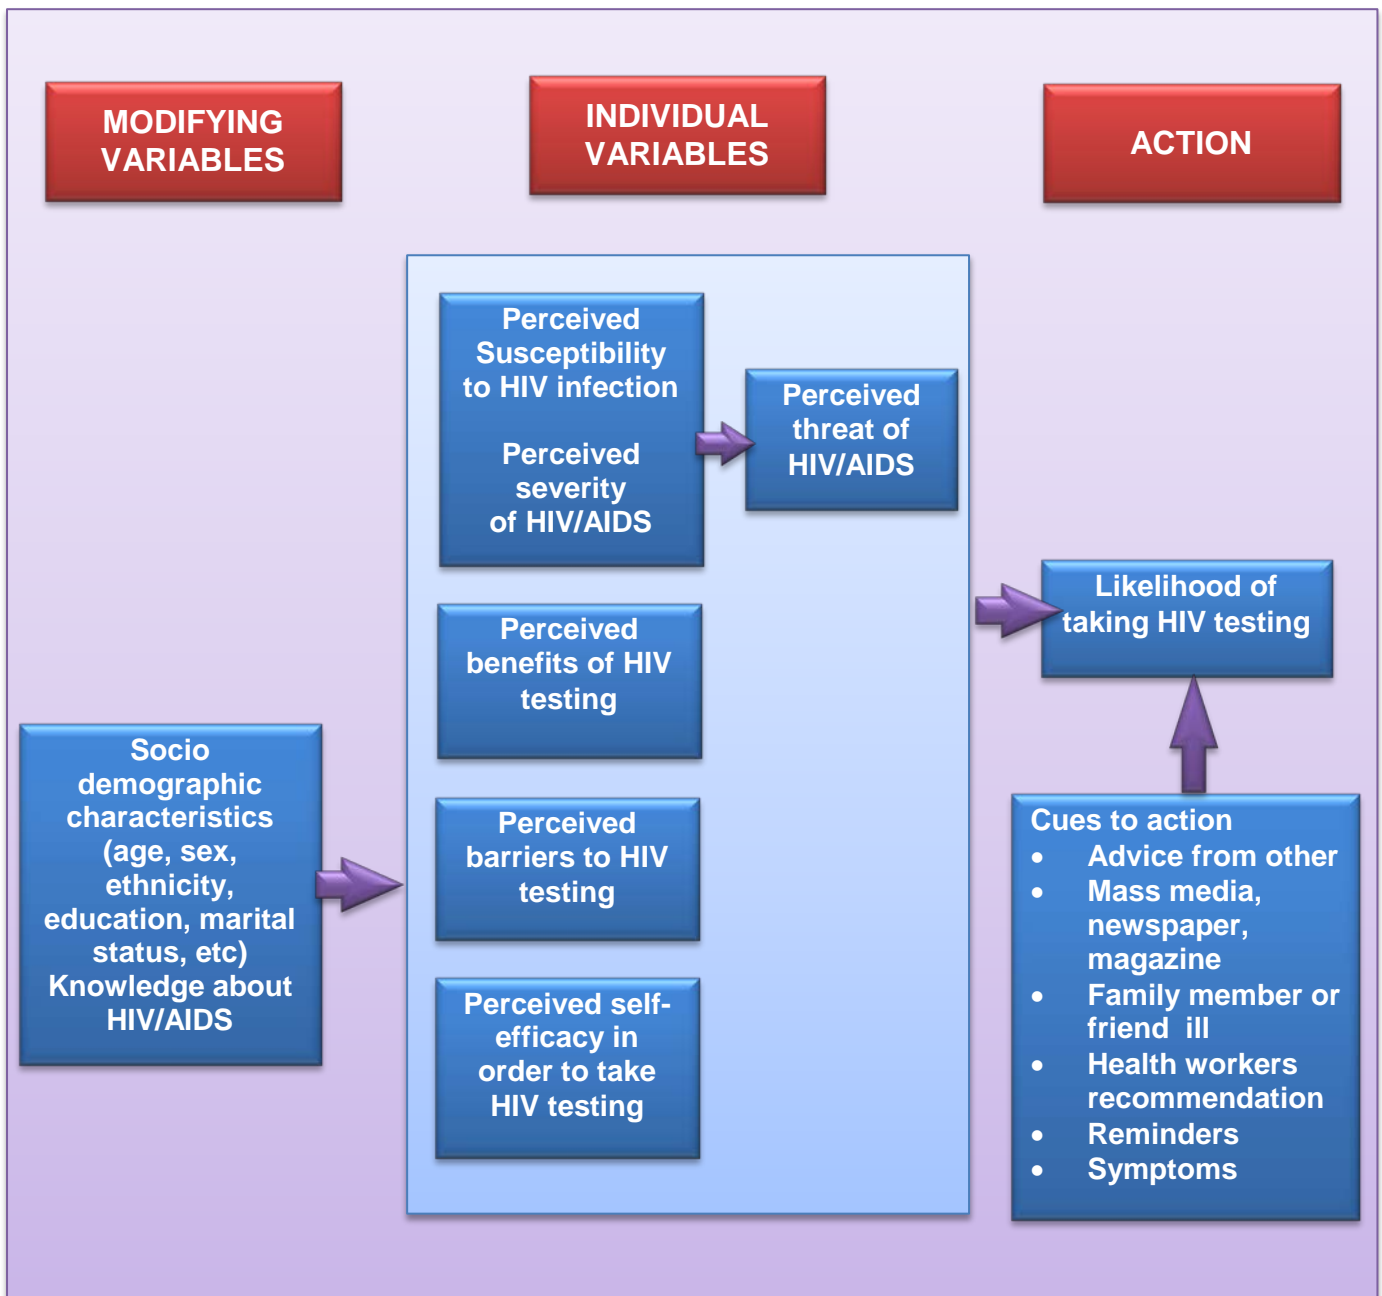 MODIFYING
VARIABLES
INDIVIDUAL
VARIABLES
ACTION
Perceived
Susceptibility
to HIV infection
Perceived
severity
of HIV/AIDS
Perceived
threat of
HIV/AIDS
Perceived
benefits of HIV
testing
Perceived
barriers to HIV
testing
Perceived self-
efficacy in
order to take
HIV testing
Socio
demographic
characteristics
(age, sex,
ethnicity,
education, marital
status, etc)
Knowledge about
HIV/AIDS
Likelihood of
taking HIV testing
Cues to action
• Advice from other
• Mass media,
newspaper,
magazine
• Family member or
friend ill
• Health workers
recommendation
• Reminders
• Symptoms